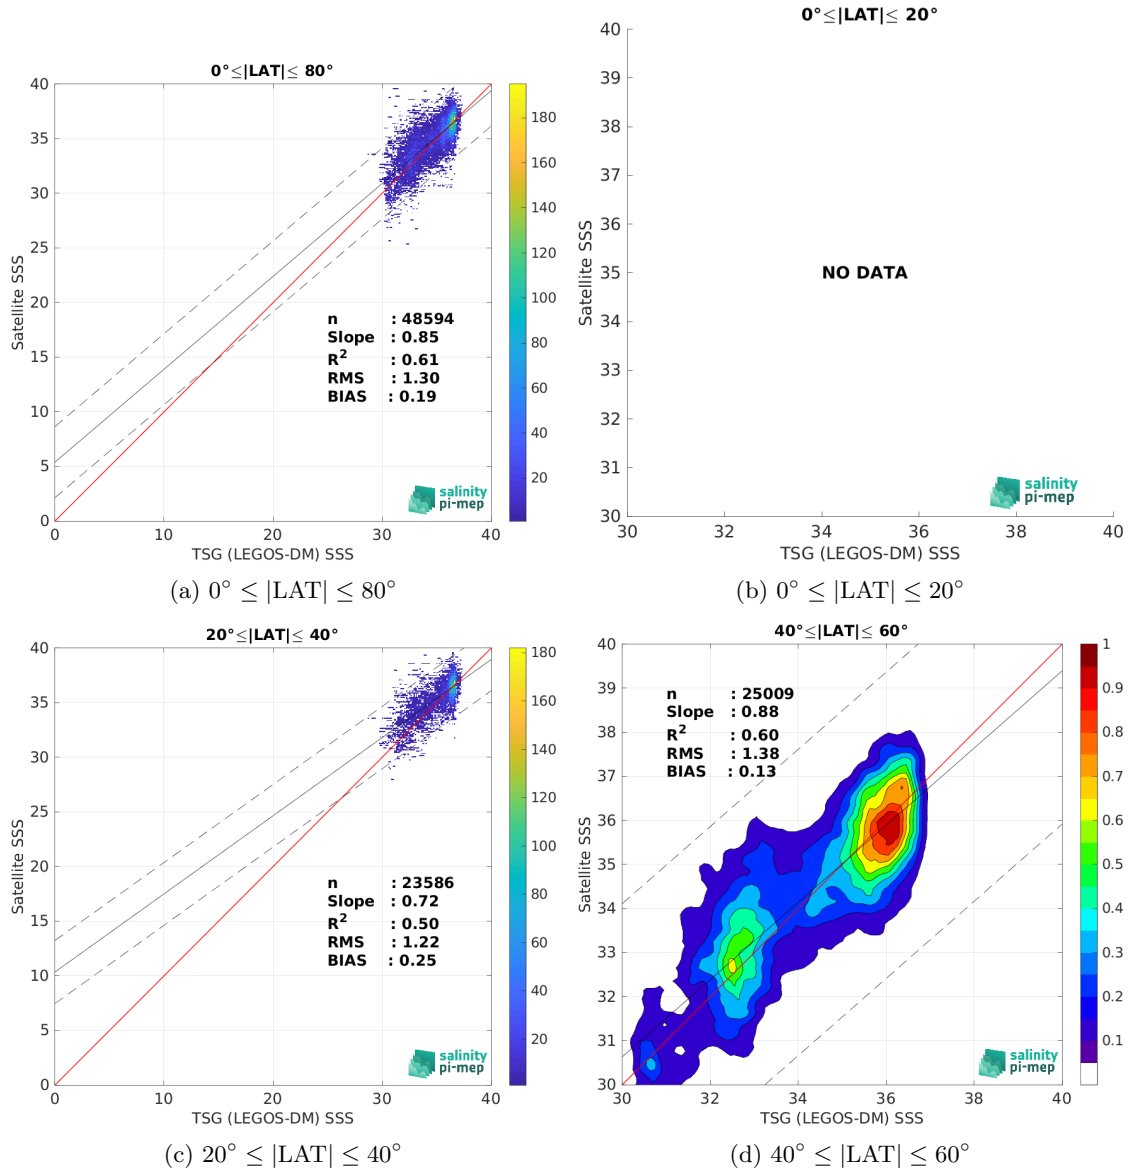 0°≤|LAT|≤ 80°
40
35
30
25
20
15
10
5
0
0
10
20
30
40
Satellite SSS
TSG (LEGOS-DM) SSS
n : 48594
Slope : 0.85
R² : 0.61
RMS : 1.30
BIAS : 0.19
salinity
pi-mep
180
160
140
120
100
80
60
40
20
(a) 0° ≤ |LAT| ≤ 80°
0°≤|LAT|≤ 20°
40
39
38
37
36
35
34
33
32
31
30
30
32
34
36
38
40
Satellite SSS
TSG (LEGOS-DM) SSS
NO DATA
salinity
pi-mep
(b) 0° ≤ |LAT| ≤ 20°
20°≤|LAT|≤ 40°
40
35
30
25
20
15
10
5
0
0
10
20
30
40
Satellite SSS
TSG (LEGOS-DM) SSS
n : 23586
Slope : 0.72
R² : 0.50
RMS : 1.22
BIAS : 0.25
salinity
pi-mep
180
160
140
120
100
80
60
40
20
(c) 20° ≤ |LAT| ≤ 40°
40°≤|LAT|≤ 60°
40
39
38
37
36
35
34
33
32
31
30
30
32
34
36
38
40
Satellite SSS
TSG (LEGOS-DM) SSS
n : 25009
Slope : 0.88
R² : 0.60
RMS : 1.38
BIAS : 0.13
salinity
pi-mep
1
0.9
0.8
0.7
0.6
0.5
0.4
0.3
0.2
0.1
(d) 40° ≤ |LAT| ≤ 60°